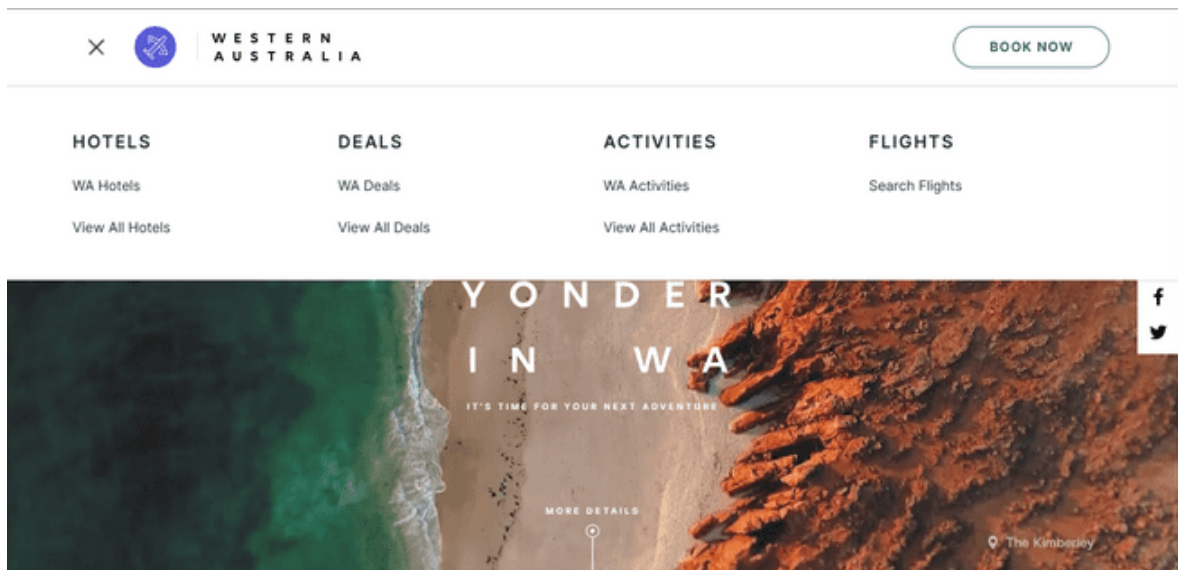 WESTERN
AUSTRALIA
BOOK NOW
HOTELS
WA Hotels
View All Hotels
DEALS
WA Deals
View All Deals
ACTIVITIES
WA Activities
View All Activities
FLIGHTS
Search Flights
YONDER
IN WA
IT'S TIME FOR YOUR NEXT ADVENTURE
MORE DETAILS
The Kimberley